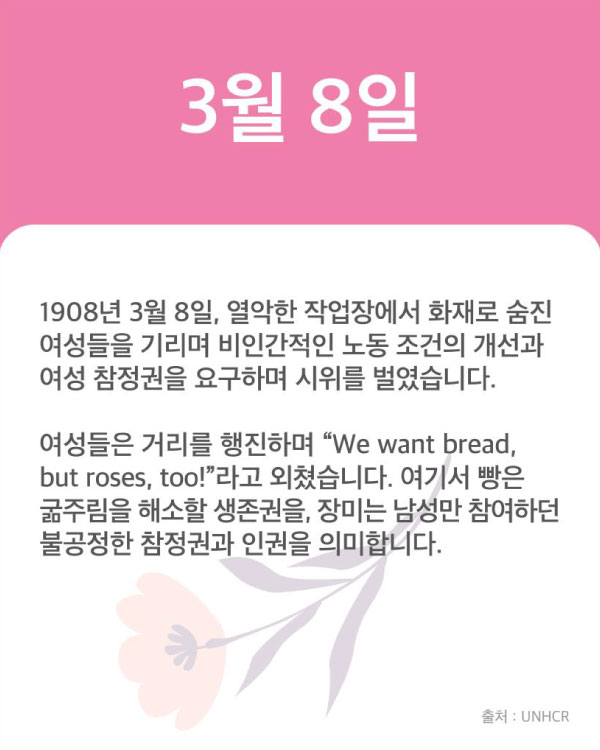 3월 8일
1908년 3월 8일, 열악한 작업장에서 화재로 숨진
여성들을 기리며 비인간적인 노동 조건의 개선과
여성 참정권을 요구하며 시위를 벌였습니다.
여성들은 거리를 행진하며 “We want bread,
but roses, too!”라고 외쳤습니다. 여기서 빵은
굶주림을 해소할 생존권을, 장미는 남성만 참여하던
불공정한 참정권과 인권을 의미합니다.
출처 : UNHCR